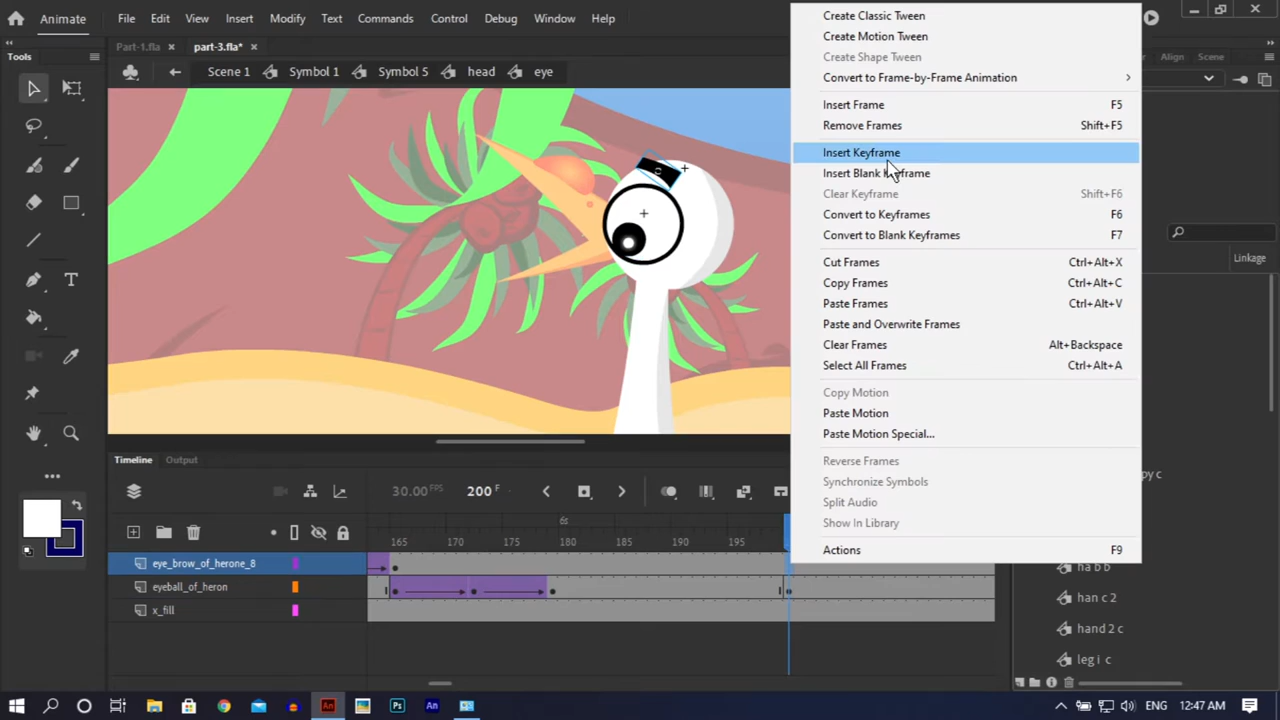 Animate
File Edit View Insert Modify Text Commands Control Debug Window Help
Tools
Part-1.fla
part-3.fla*
Scene 1 Symbol 1 Symbol 5 head eye
T
Create Classic Tween
Create Motion Tween
Create Shape Tween
Convert to Frame-by-Frame Animation
Insert Frame F5
Remove Frames Shift+F5
Insert Keyframe
Insert Blank Keyframe
Clear Keyframe Shift+F6
Convert to Keyframes F6
Convert to Blank Keyframes F7
Cut Frames Ctrl+Alt+X
Copy Frames Ctrl+Alt+C
Paste Frames Ctrl+Alt+V
Paste and Overwrite Frames
Clear Frames Alt+Backspace
Select All Frames Ctrl+Alt+A
Copy Motion
Paste Motion
Paste Motion Special...
Reverse Frames
Synchronize Symbols
Split Audio
Show In Library
Actions F9
Align Scene
Linkage
py c
ha b b
han c 2
hand 2 c
leg i c
Timeline Output
30.00 FPS 200 F
6s
165 170 175 180 185 190 195
eye_brow_of_herone_8
eyeball_of_heron
x_fill
An Ps An
12:47 AM